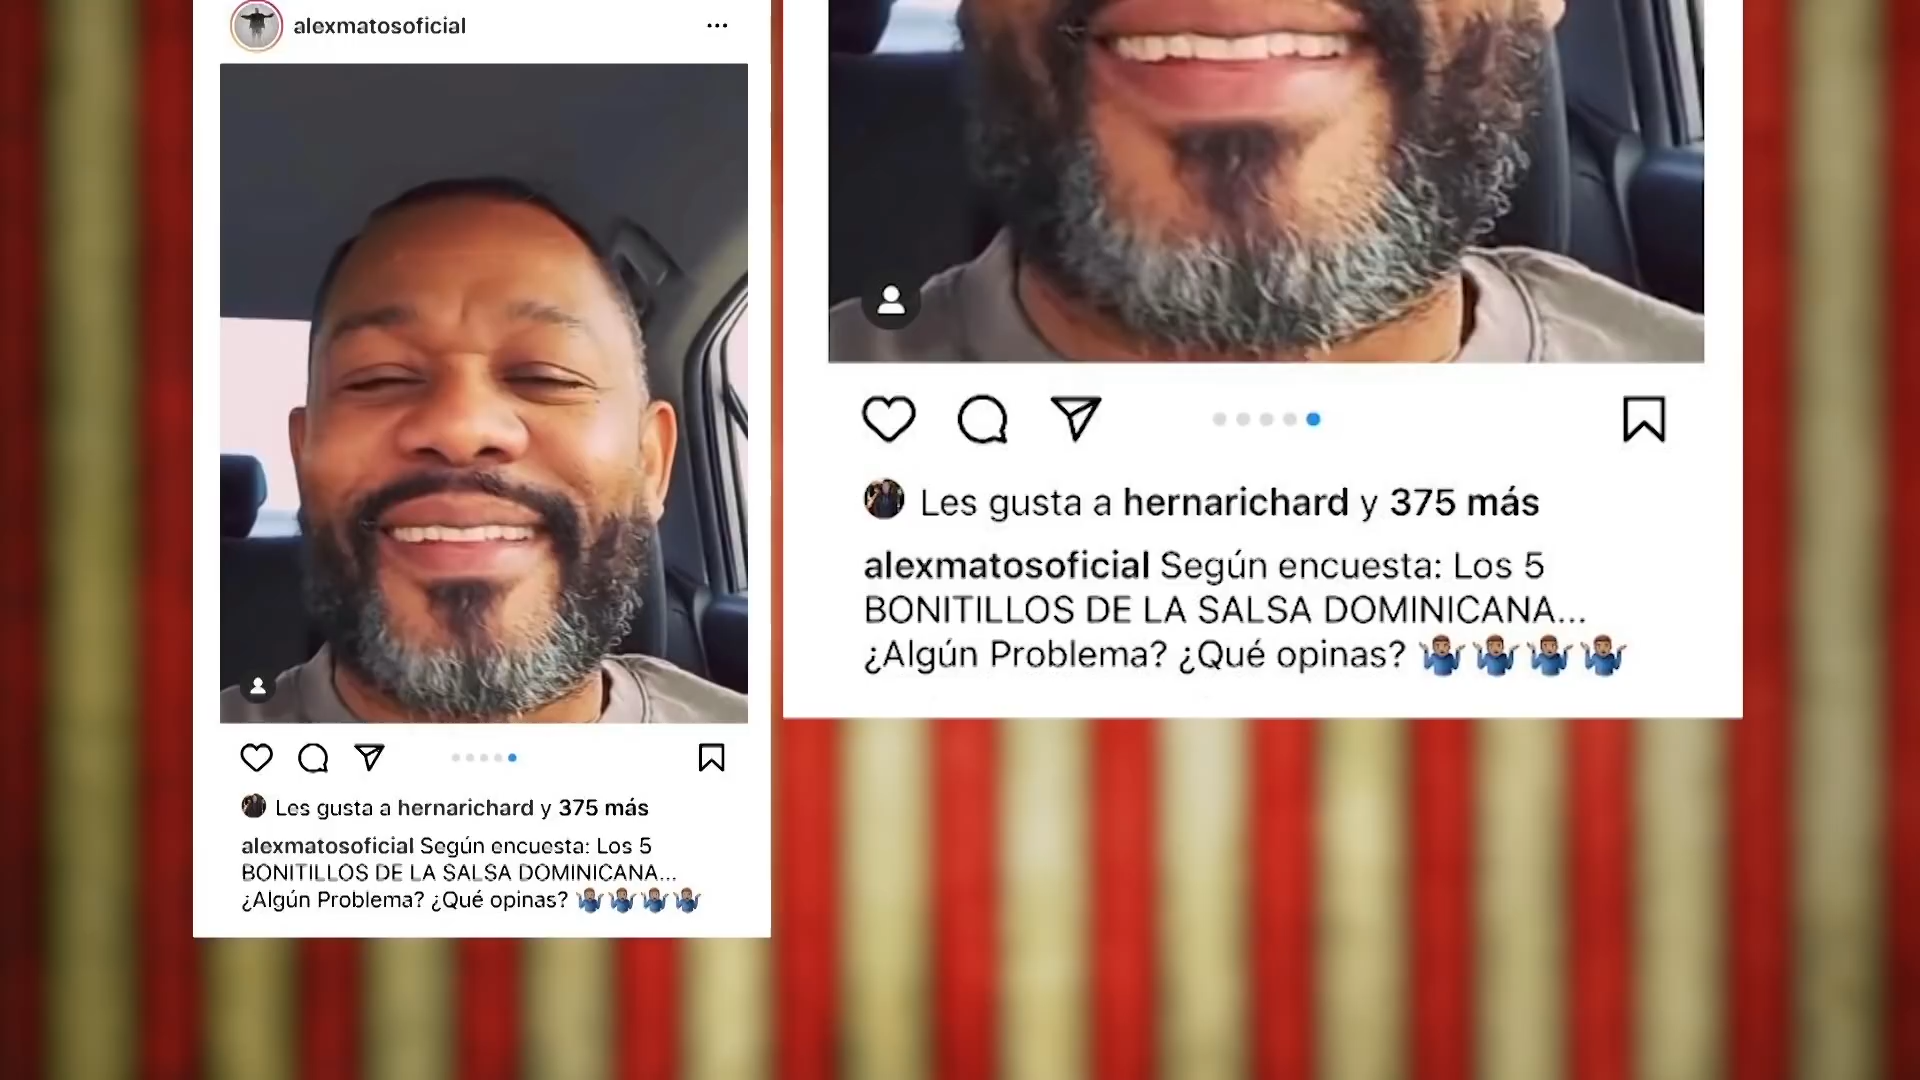 alexmatosoficial
Les gusta a hernarichard y 375 más
alexmatosoficial Según encuesta: Los 5
BONITILLOS DE LA SALSA DOMINICANA...
¿Algún Problema? ¿Qué opinas? 🤷🏽‍♂️🤷🏽‍♂️🤷🏽‍♂️🤷🏽‍♂️
Les gusta a hernarichard y 375 más
alexmatosoficial Según encuesta: Los 5
BONITILLOS DE LA SALSA DOMINICANA...
¿Algún Problema? ¿Qué opinas? 🤷🏽‍♂️🤷🏽‍♂️🤷🏽‍♂️🤷🏽‍♂️